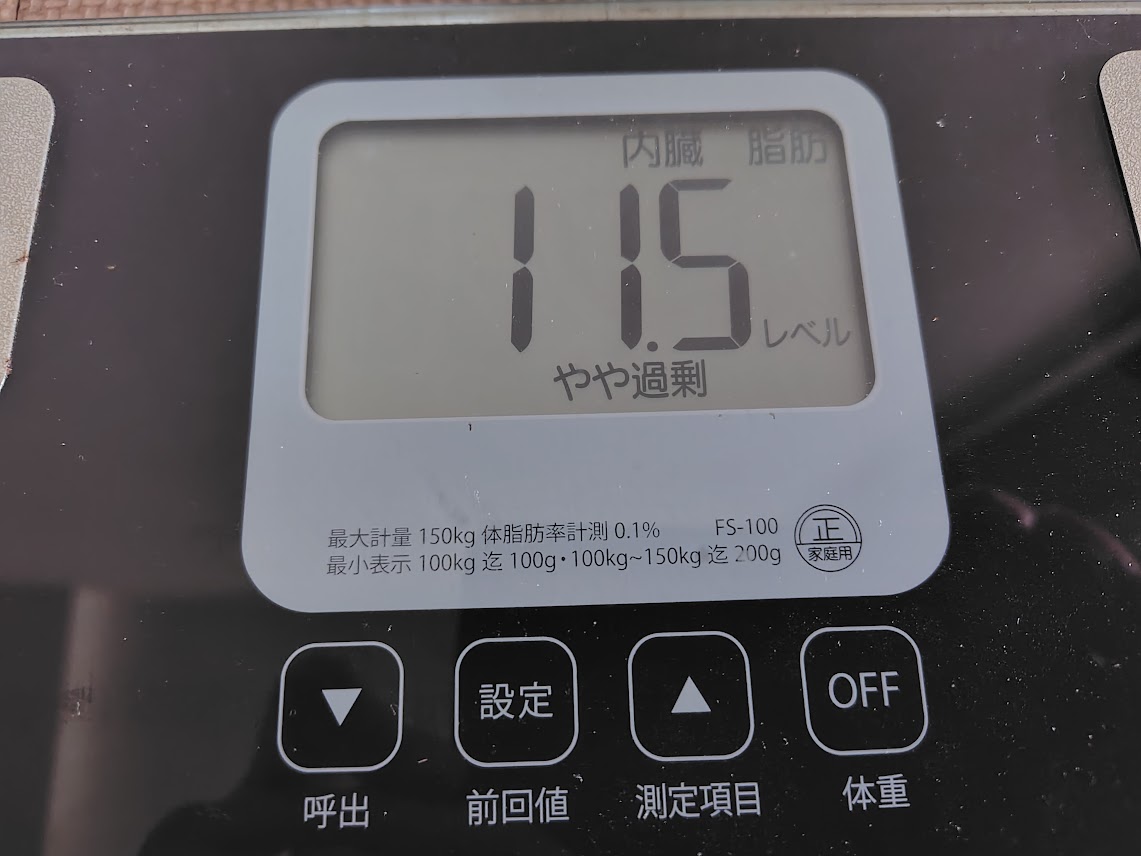 内臓 脂肪
11.5 レベル
やや過剰
最大計量 150kg 体脂肪率計測 0.1% FS-100
最小表示 100kg 迄 100g・100kg~150kg 迄 200g
正
家庭用
▼ 設定 ▲ OFF
呼出 前回値 測定項目 体重